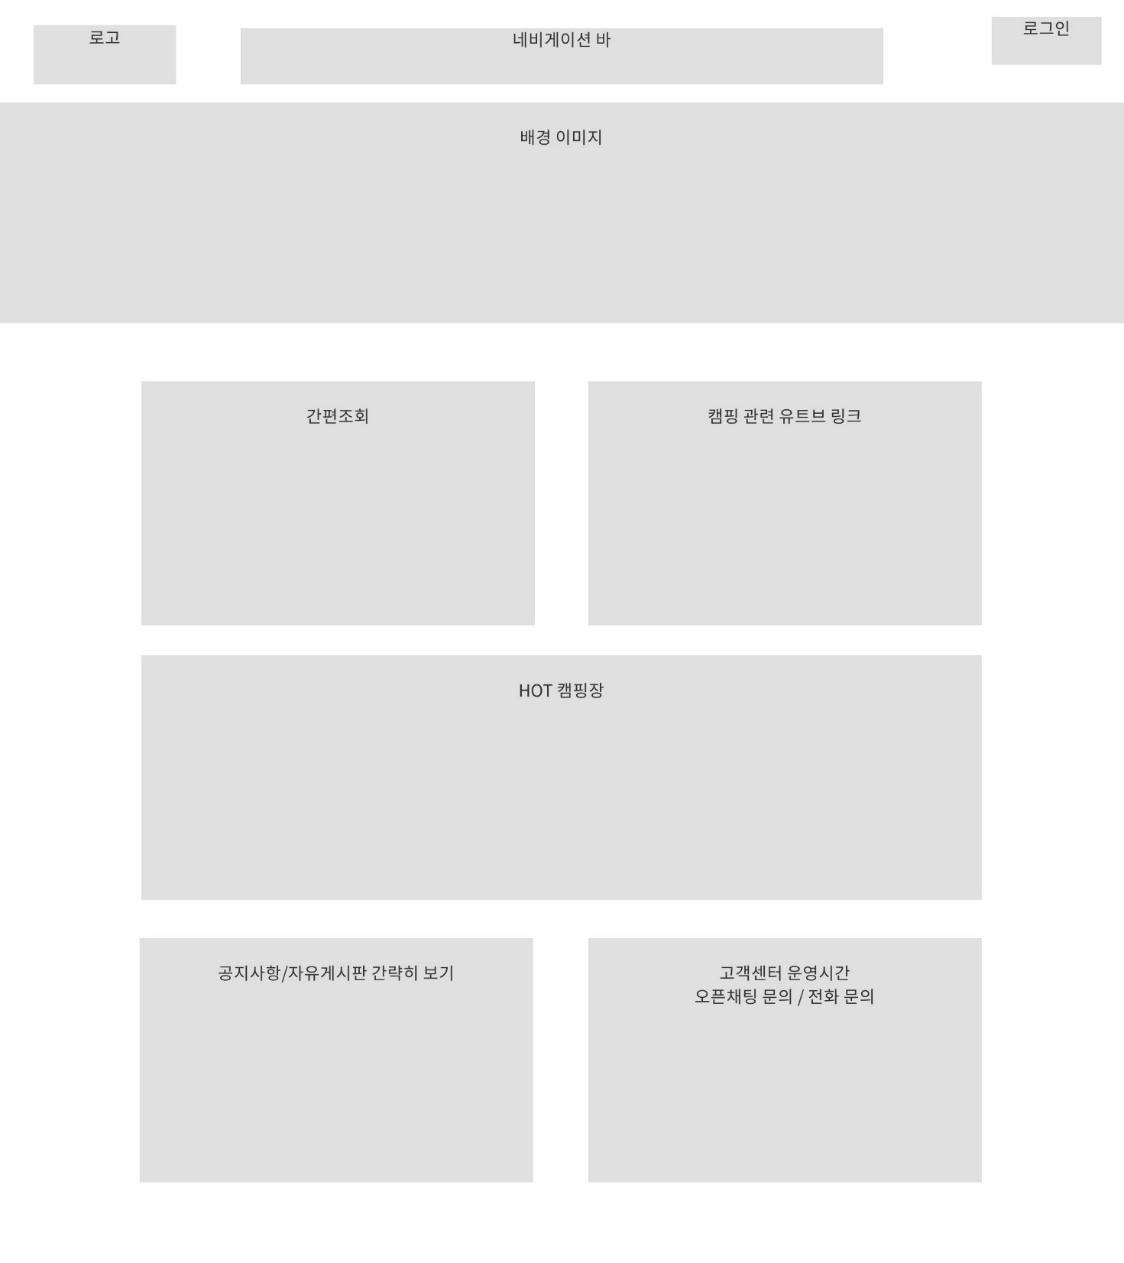 로고
네비게이션 바
로그인
배경 이미지
간편조회
캠핑 관련 유트브 링크
HOT 캠핑장
공지사항/자유게시판 간략히 보기
고객센터 운영시간
오픈채팅 문의 / 전화 문의